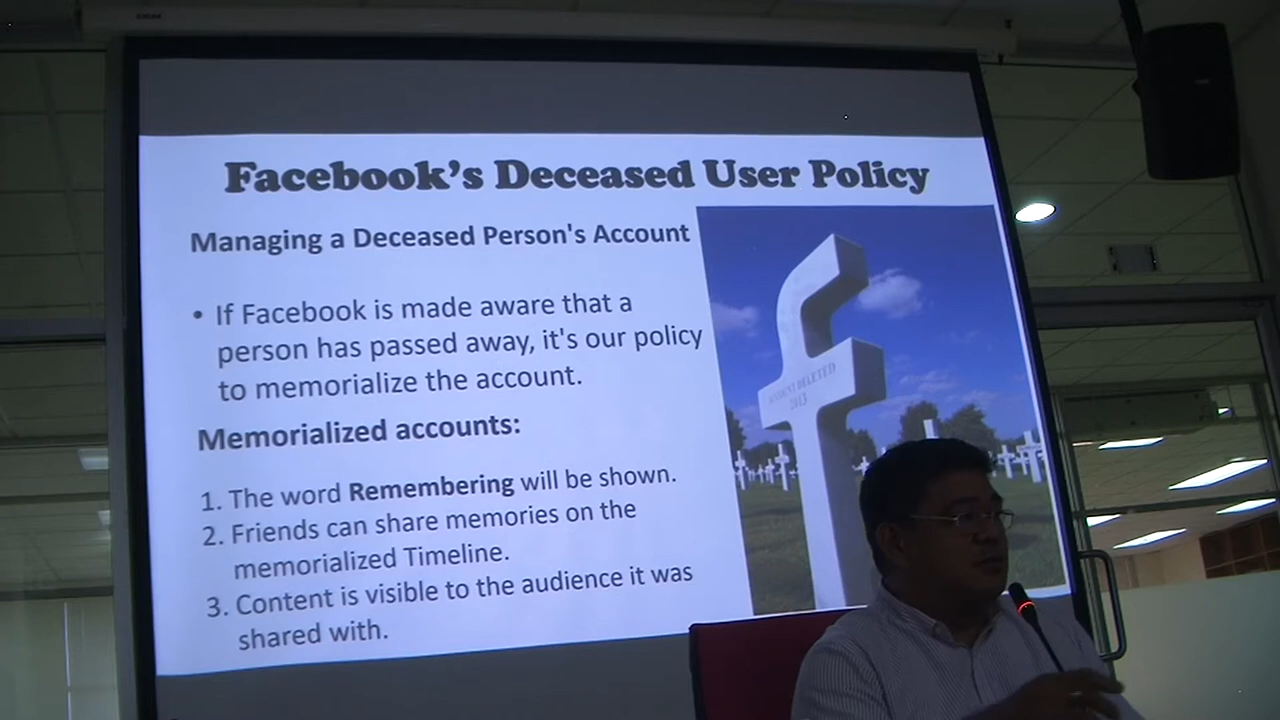 Facebook's Deceased User Policy
Managing a Deceased Person's Account
• If Facebook is made aware that a
person has passed away, it's our policy
to memorialize the account.
Memorialized accounts:
1. The word Remembering will be shown.
2. Friends can share memories on the
memorialized Timeline.
3. Content is visible to the audience it was
shared with.
DELETED
2013